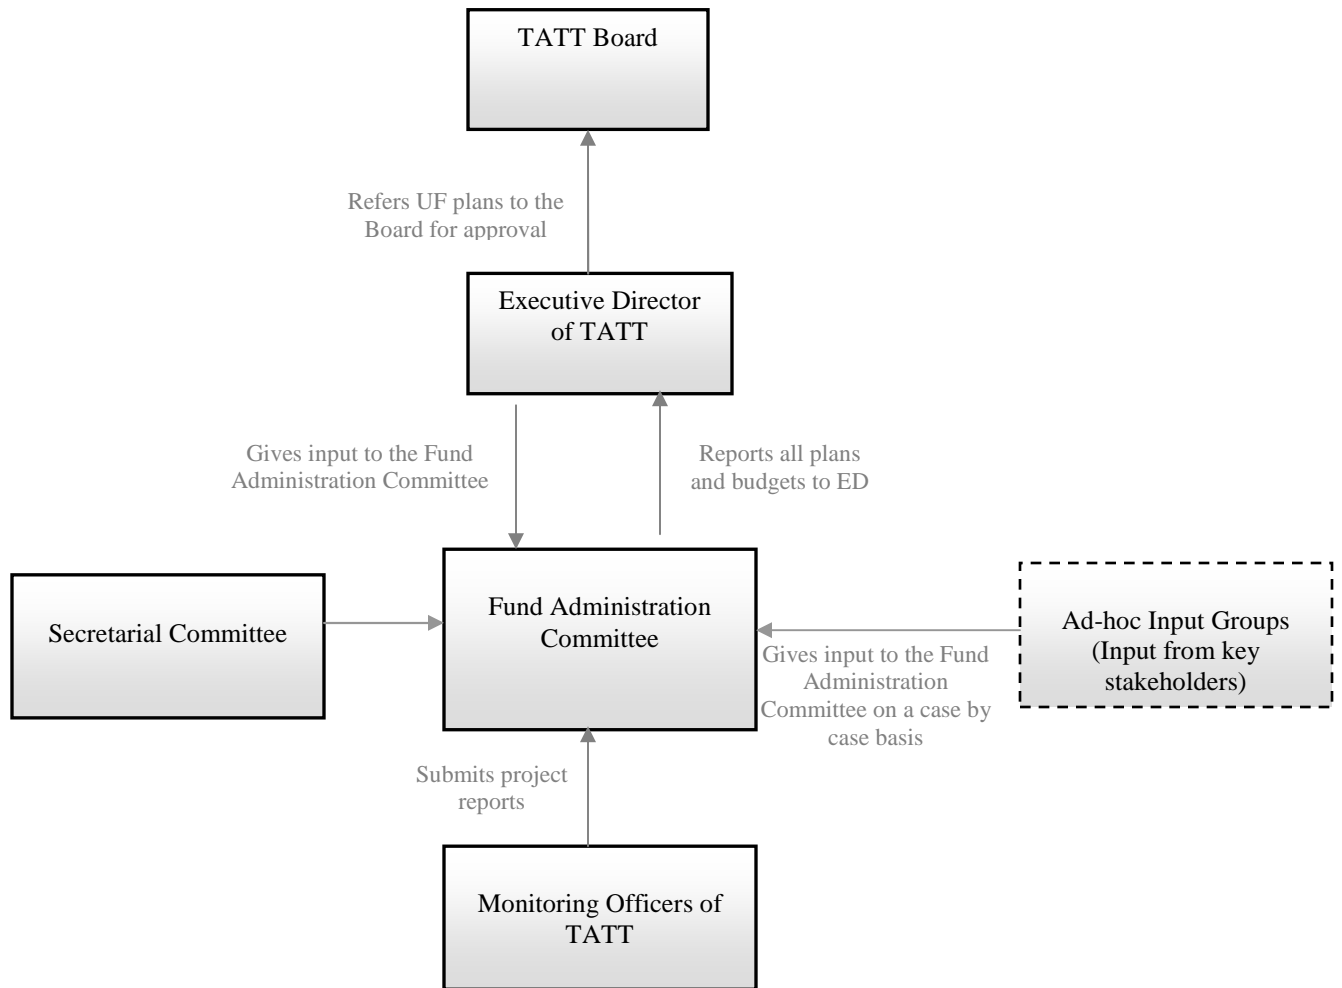 TATT Board
Refers UF plans to the
Board for approval
Executive Director
of TATT
Gives input to the Fund
Administration Committee
Reports all plans
and budgets to ED
Secretarial Committee
Fund Administration
Committee
Ad-hoc Input Groups
(Input from key
stakeholders)
Gives input to the Fund
Administration
Committee on a case by
case basis
Submits project
reports
Monitoring Officers of
TATT